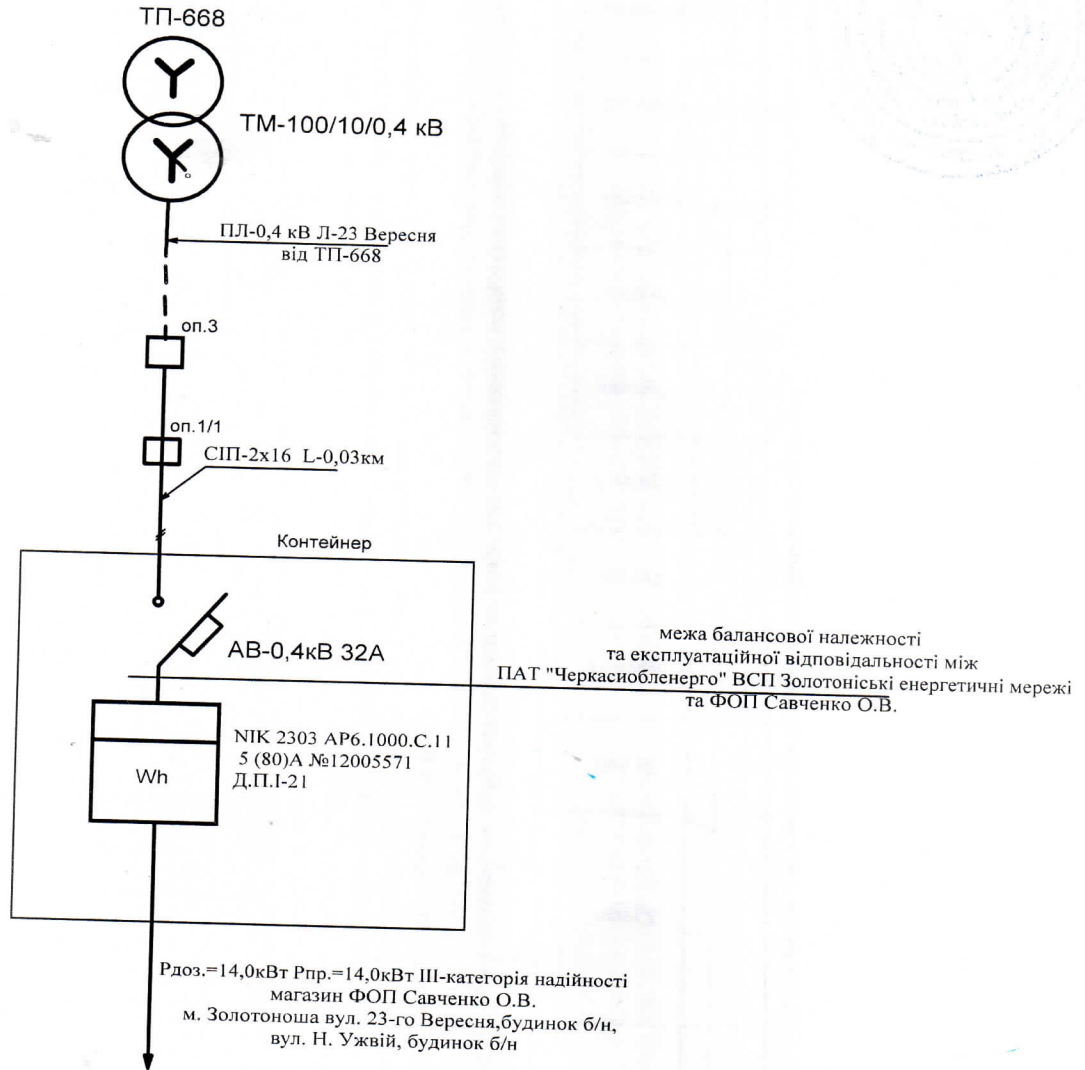 ТП-668
ТМ-100/10/0,4 кВ
ПЛ-0,4 кВ Л-23 Вересня
від ТП-668
оп.3
оп.1/1
СІП-2х16 L-0,03км
Контейнер
АВ-0,4кВ 32А
межа балансової належності
та експлуатаційної відповідальності між
ПАТ "Черкасиобленерго" ВСП Золотоніські енергетичні мережі
та ФОП Савченко О.В.
NIK 2303 АР6.1000.С.11
5 (80)А №12005571
Д.П.І-21
Wh
Рдоз.=14,0кВт Рпр.=14,0кВт ІІІ-категорія надійності
магазин ФОП Савченко О.В.
м. Золотоноша вул. 23-го Вересня,будинок б/н,
вул. Н. Ужвій, будинок б/н